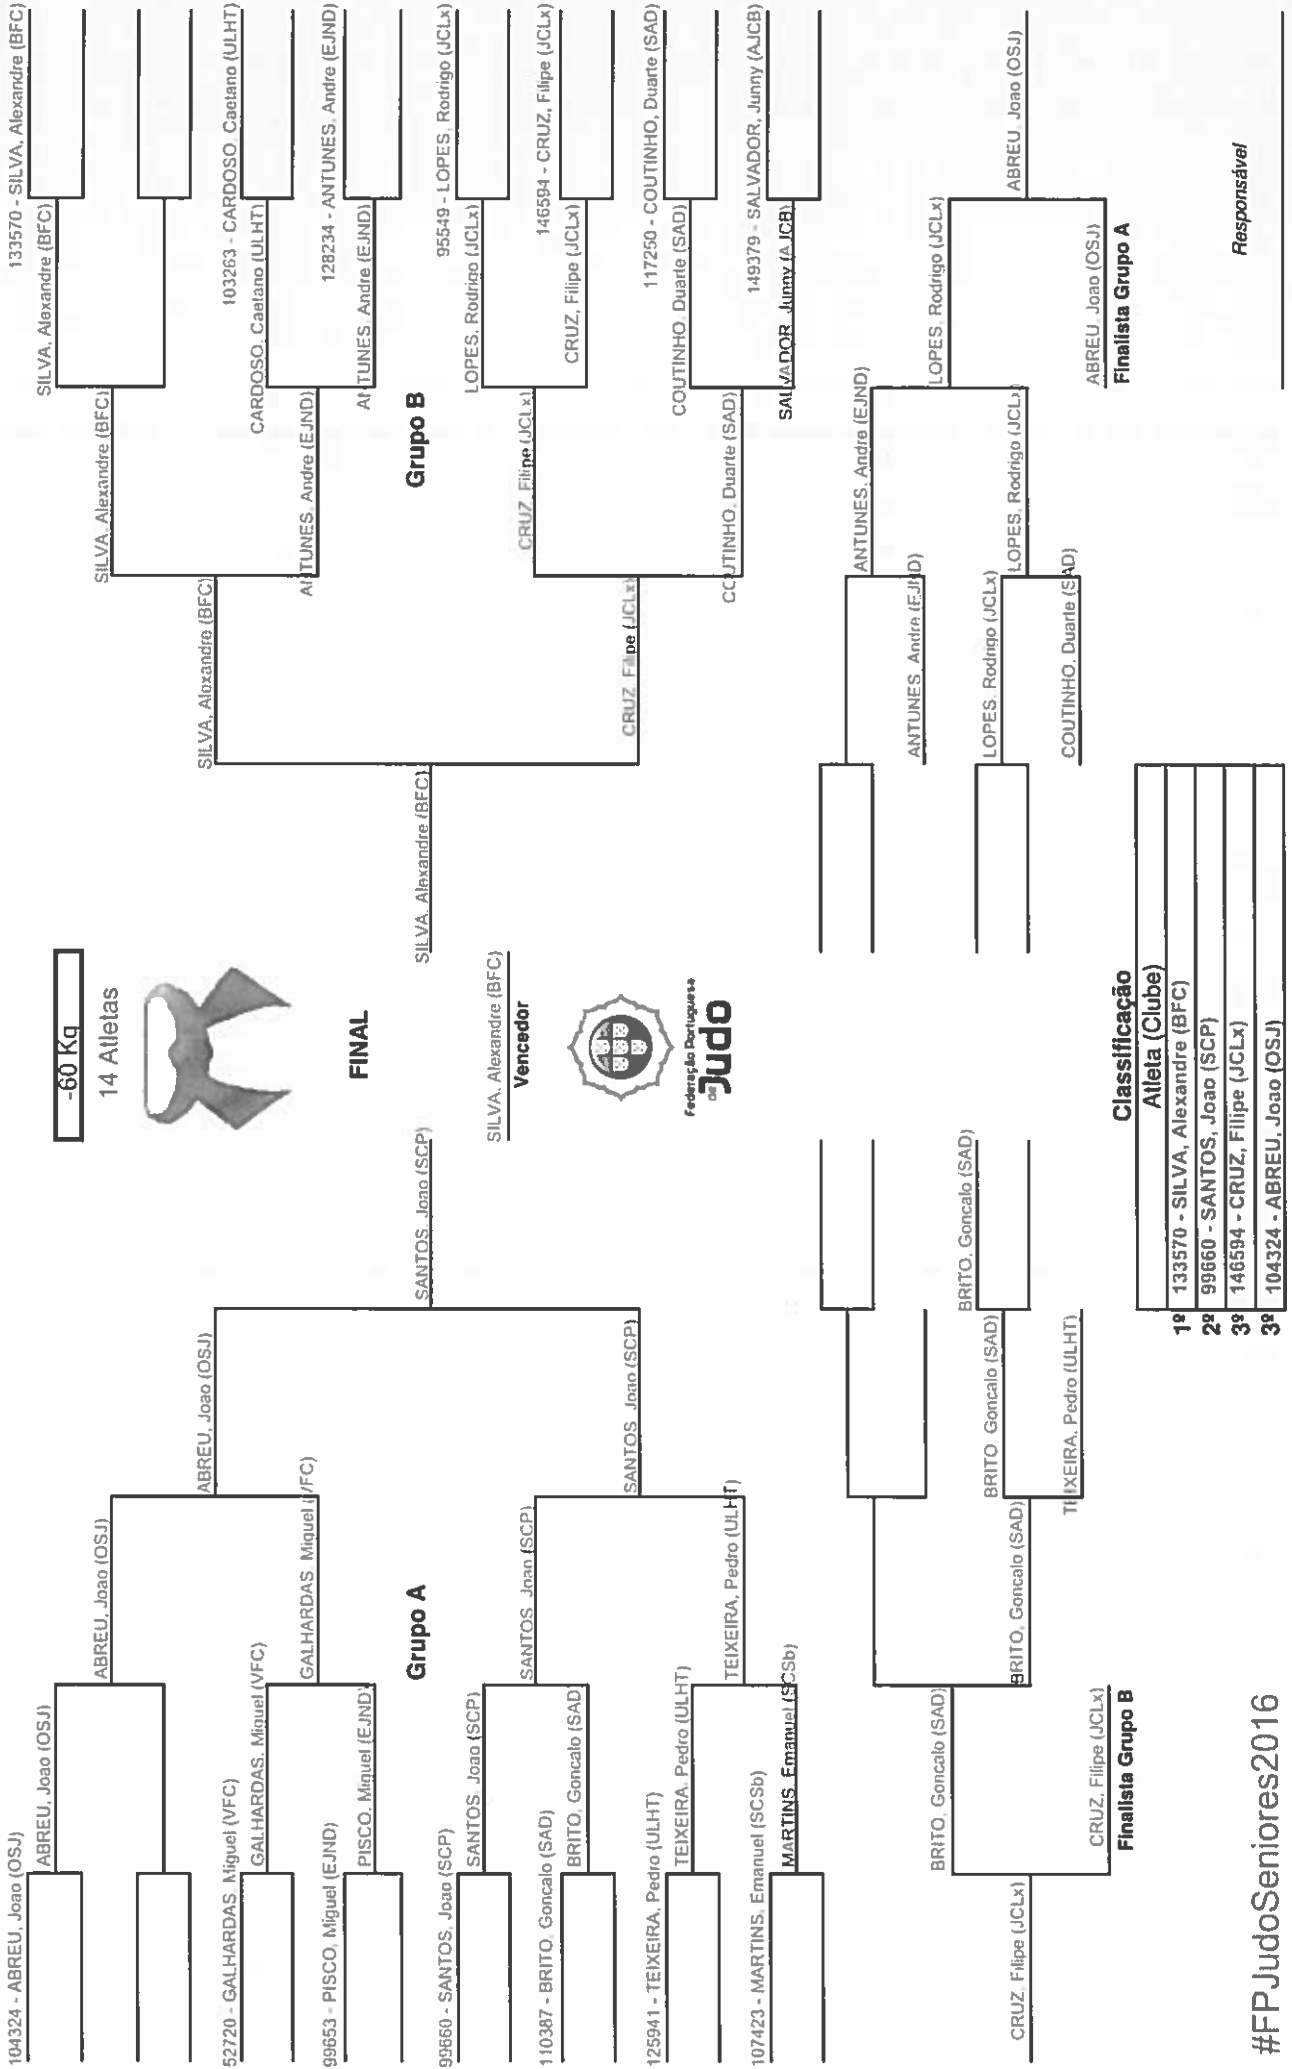 -60 Kg
14 Atletas
104324 - ABREU, Joao (OSJ)
ABREU, Joao (OSJ)
ABREU, Joao (OSJ)
ABREU, Joao (OSJ)
52720 - GALHARDAS, Miguel (VFC)
GALHARDAS, Miguel (VFC)
GALHARDAS, Miguel (VFC)
99653 - PISCO, Miguel (EJND)
PISCO, Miguel (EJND)
Grupo A
99660 - SANTOS, Joao (SCP)
SANTOS, Joao (SCP)
SANTOS, Joao (SCP)
SANTOS, Joao (SCP)
SANTOS, Joao (SCP)
110387 - BRITO, Goncalo (SAD)
BRITO, Goncalo (SAD)
125941 - TEIXEIRA, Pedro (ULHT)
TEIXEIRA, Pedro (ULHT)
TEIXEIRA, Pedro (ULHT)
107423 - MARTINS, Emanuel (SCSb)
MARTINS, Emanuel (SCSb)
FINAL
SILVA, Alexandre (BFC)
Vencedor
Federação Portuguesa
DE Judo
133570 - SILVA, Alexandre (BFC)
SILVA, Alexandre (BFC)
SILVA, Alexandre (BFC)
SILVA, Alexandre (BFC)
SILVA, Alexandre (BFC)
103263 - CARDOSO, Caetano (ULHT)
CARDOSO, Caetano (ULHT)
128234 - ANTUNES, Andre (EJND)
ANTUNES, Andre (EJND)
ANTUNES, Andre (EJND)
Grupo B
95549 - LOPES, Rodrigo (JCLx)
LOPES, Rodrigo (JCLx)
146594 - CRUZ, Filipe (JCLx)
CRUZ, Filipe (JCLx)
CRUZ, Filipe (JCLx)
CRUZ, Filipe (JCLx)
117250 - COUTINHO, Duarte (SAD)
COUTINHO, Duarte (SAD)
COUTINHO, Duarte (SAD)
149379 - SALVADOR, Junny (AJCB)
SALVADOR, Junny (AJCB)
BRITO, Goncalo (SAD)
BRITO, Goncalo (SAD)
BRITO, Goncalo (SAD)
BRITO, Goncalo (SAD)
TEIXEIRA, Pedro (ULHT)
CRUZ, Filipe (JCLx)
CRUZ, Filipe (JCLx)
Finalista Grupo B
ANTUNES, Andre (EJND)
ANTUNES, Andre (EJND)
LOPES, Rodrigo (JCLx)
LOPES, Rodrigo (JCLx)
LOPES, Rodrigo (JCLx)
COUTINHO, Duarte (SAD)
ABREU, Joao (OSJ)
ABREU, Joao (OSJ)
Finalista Grupo A
Classificação
Atleta (Clube)
1º 133570 - SILVA, Alexandre (BFC)
2º 99660 - SANTOS, Joao (SCP)
3º 146594 - CRUZ, Filipe (JCLx)
3º 104324 - ABREU, Joao (OSJ)
#FPJudoSeniores2016
Responsável